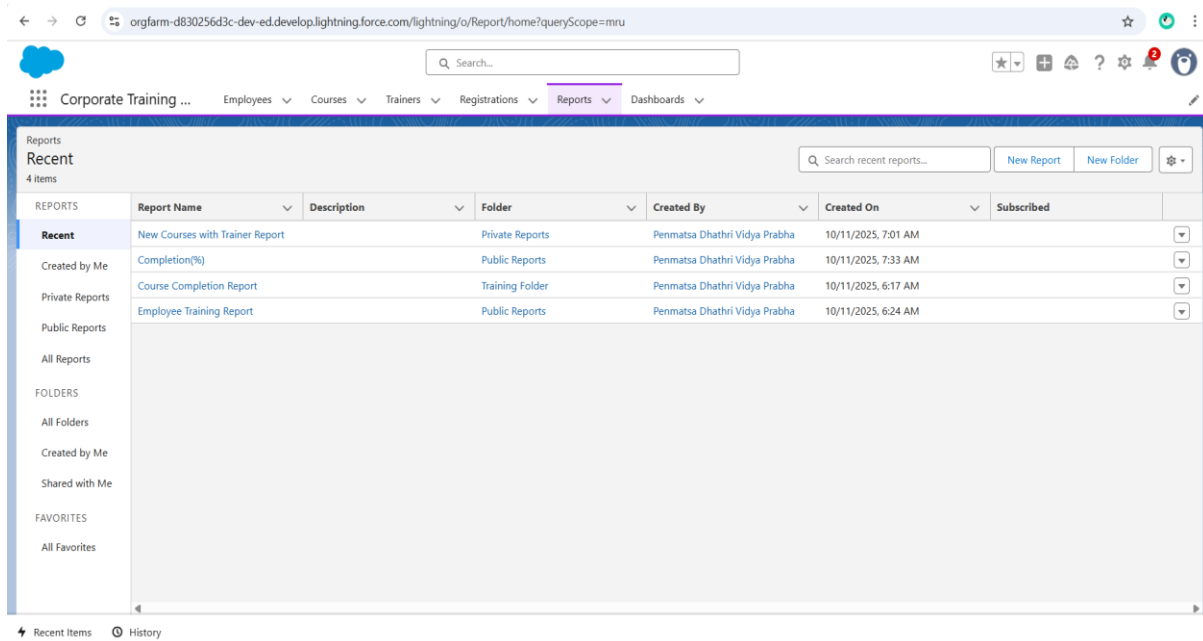 orgfarm-d830256d3c-dev-ed.develop.lightning.force.com/lightning/o/Report/home?queryScope=mru
Search...
2
Corporate Training ... Employees Courses Trainers Registrations Reports Dashboards
Reports
Recent
4 items
Search recent reports...
New Report New Folder
REPORTS
Recent
Created by Me
Private Reports
Public Reports
All Reports
FOLDERS
All Folders
Created by Me
Shared with Me
FAVORITES
All Favorites
Report Name Description Folder Created By Created On Subscribed
New Courses with Trainer Report Private Reports Penmatsa Dhathri Vidya Prabha 10/11/2025, 7:01 AM
Completion(%) Public Reports Penmatsa Dhathri Vidya Prabha 10/11/2025, 7:33 AM
Course Completion Report Training Folder Penmatsa Dhathri Vidya Prabha 10/11/2025, 6:17 AM
Employee Training Report Public Reports Penmatsa Dhathri Vidya Prabha 10/11/2025, 6:24 AM
Recent Items History